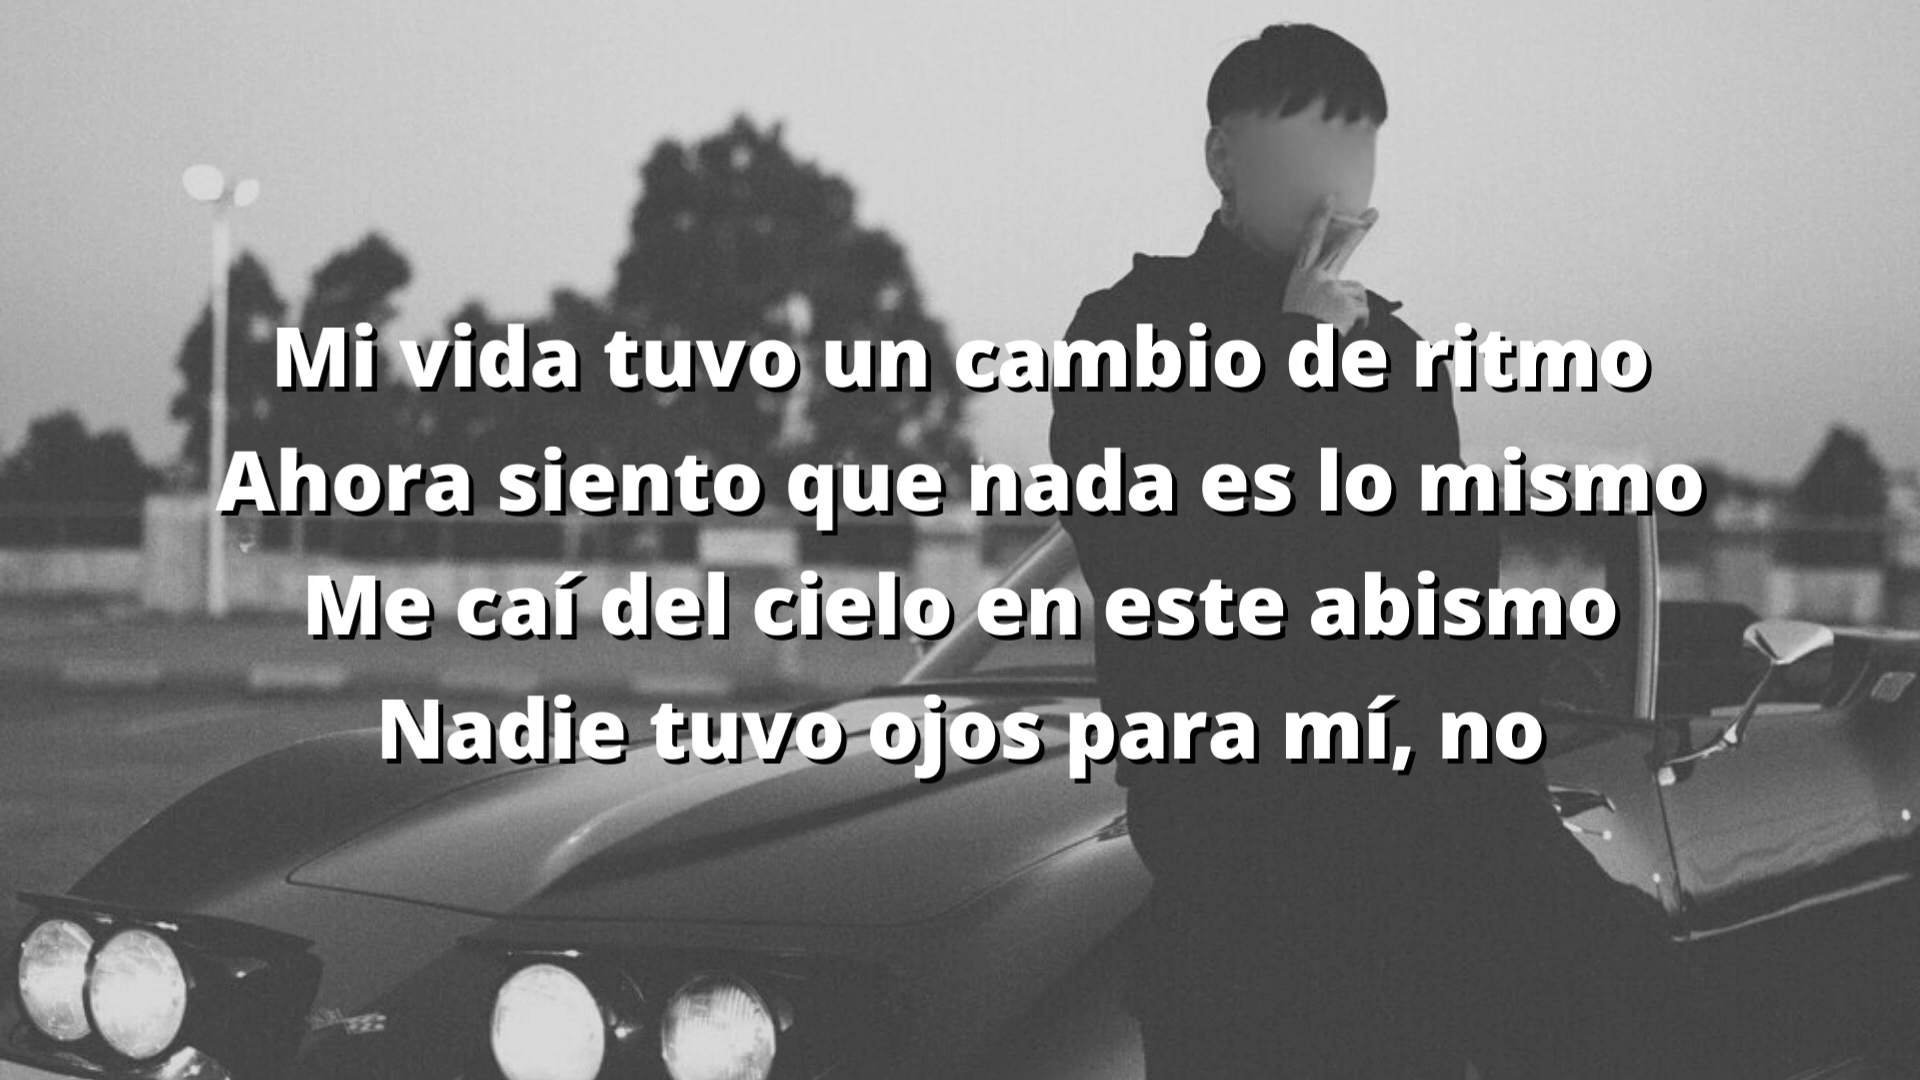 Mi vida tuvo un cambio de ritmo
Ahora siento que nada es lo mismo
Me caí del cielo en este abismo
Nadie tuvo ojos para mí, no